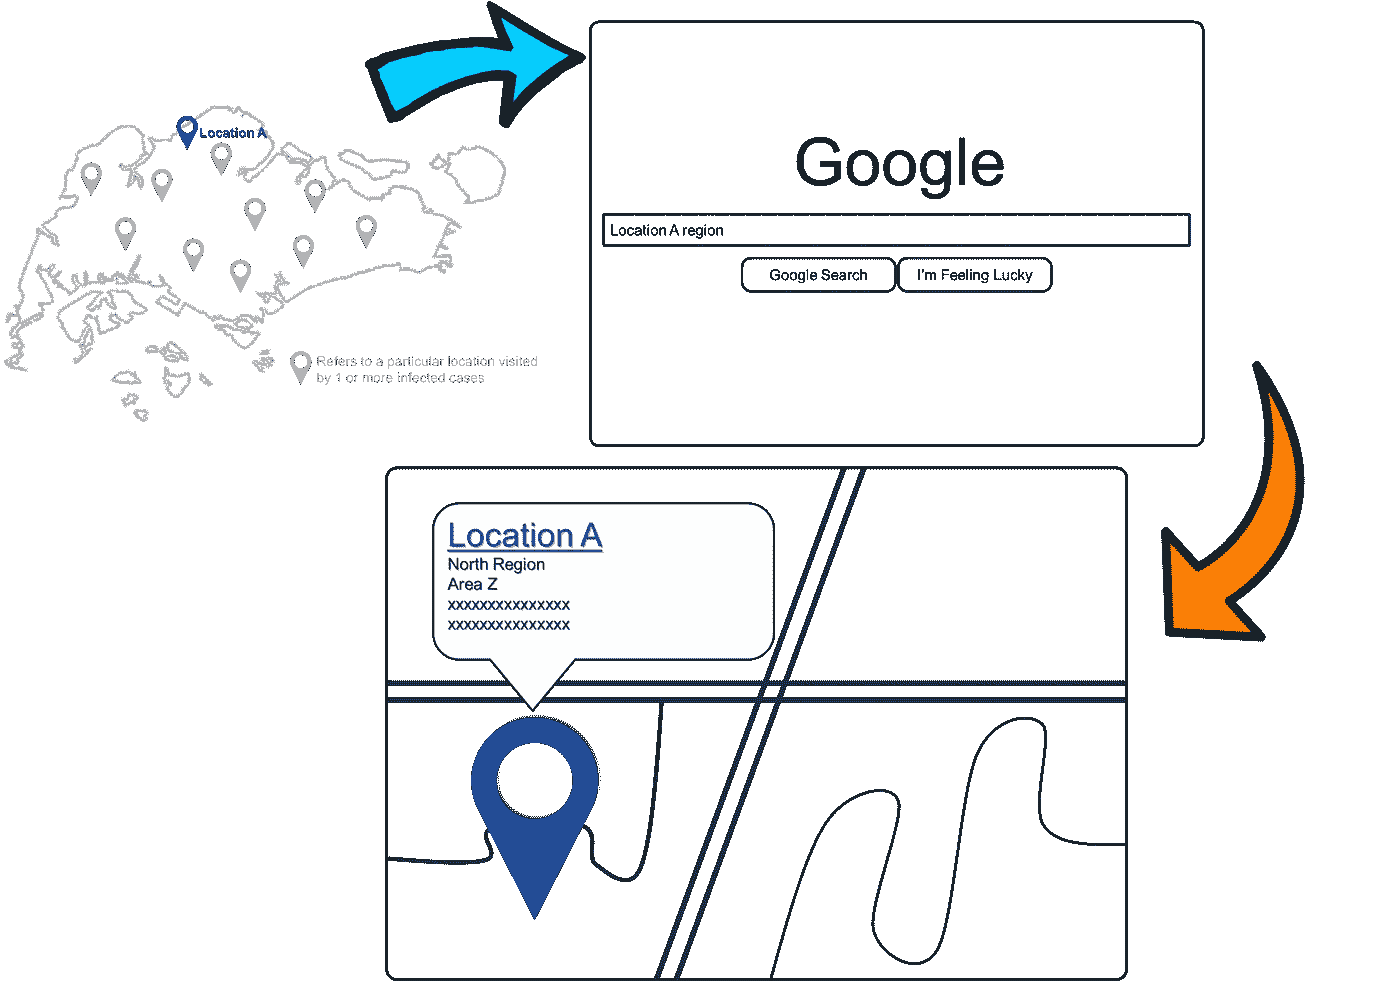 Location A
Refers to a particular location visited
by 1 or more infected cases
Google
Location A region
Google Search
I'm Feeling Lucky
Location A
North Region
Area Z
xxxxxxxxxxxxxxx
xxxxxxxxxxxxxxx